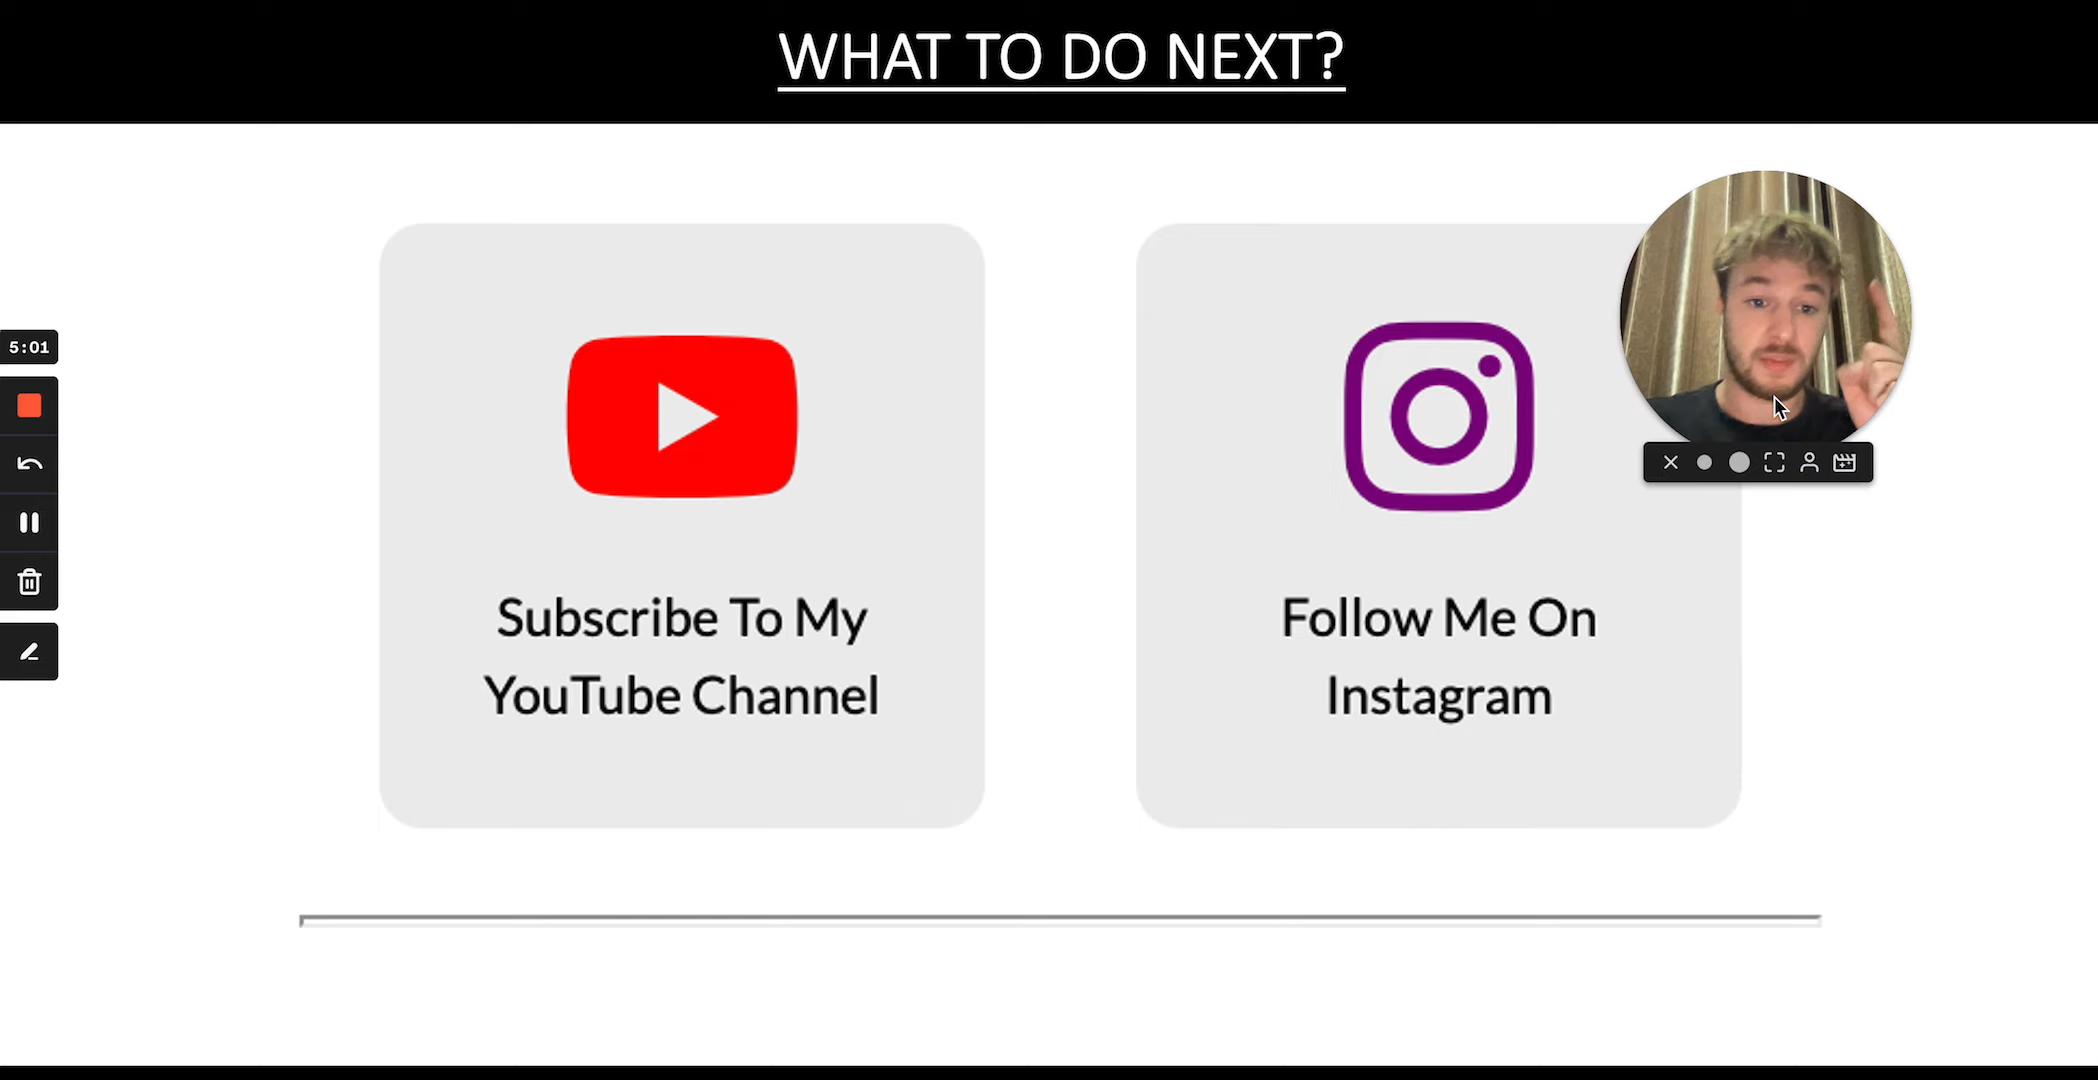 WHAT TO DO NEXT?
5:01
Subscribe To My
YouTube Channel
Follow Me On
Instagram